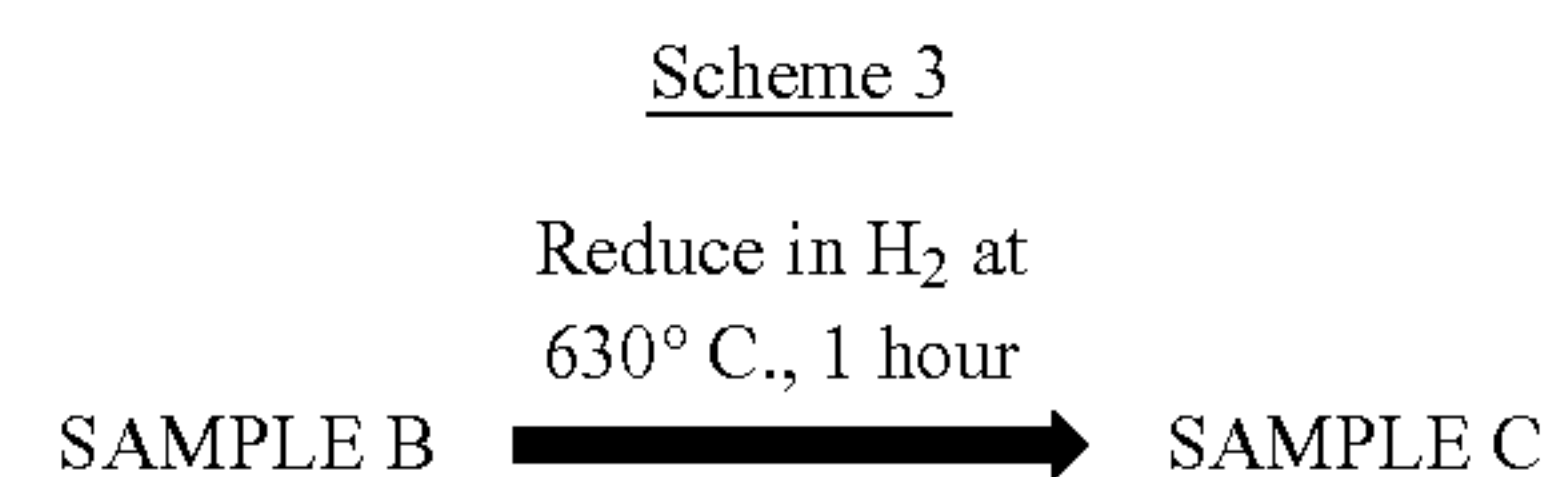 Scheme 3
Reduce in H₂ at
630° C., 1 hour
SAMPLE B SAMPLE C